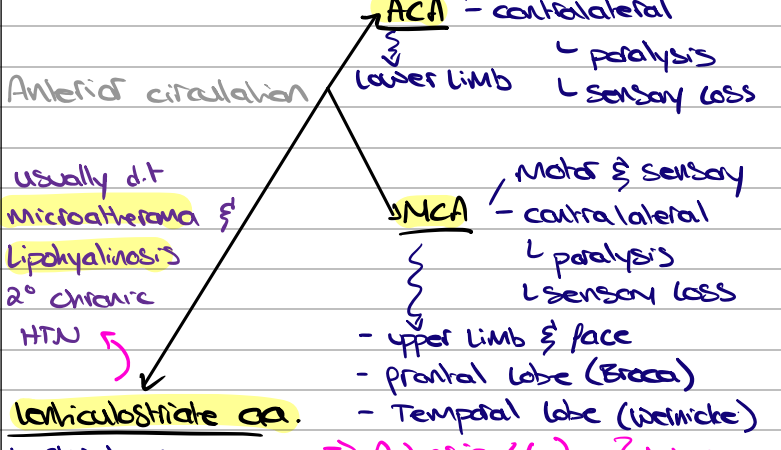 ACA - contralateral
↳ paralysis
Lower Limb
↳ sensory loss
Anterior circulation
usually d.t
Microatheroma &
Lipohyalinosis
2° chronic
HTN
Motor & sensory
MCA - contralateral
↳ paralysis
↳ sensory loss
- upper Limb & face
- frontal lobe (Broca)
- Temporal lobe (Wernicke)
Lenticulostriate aa.